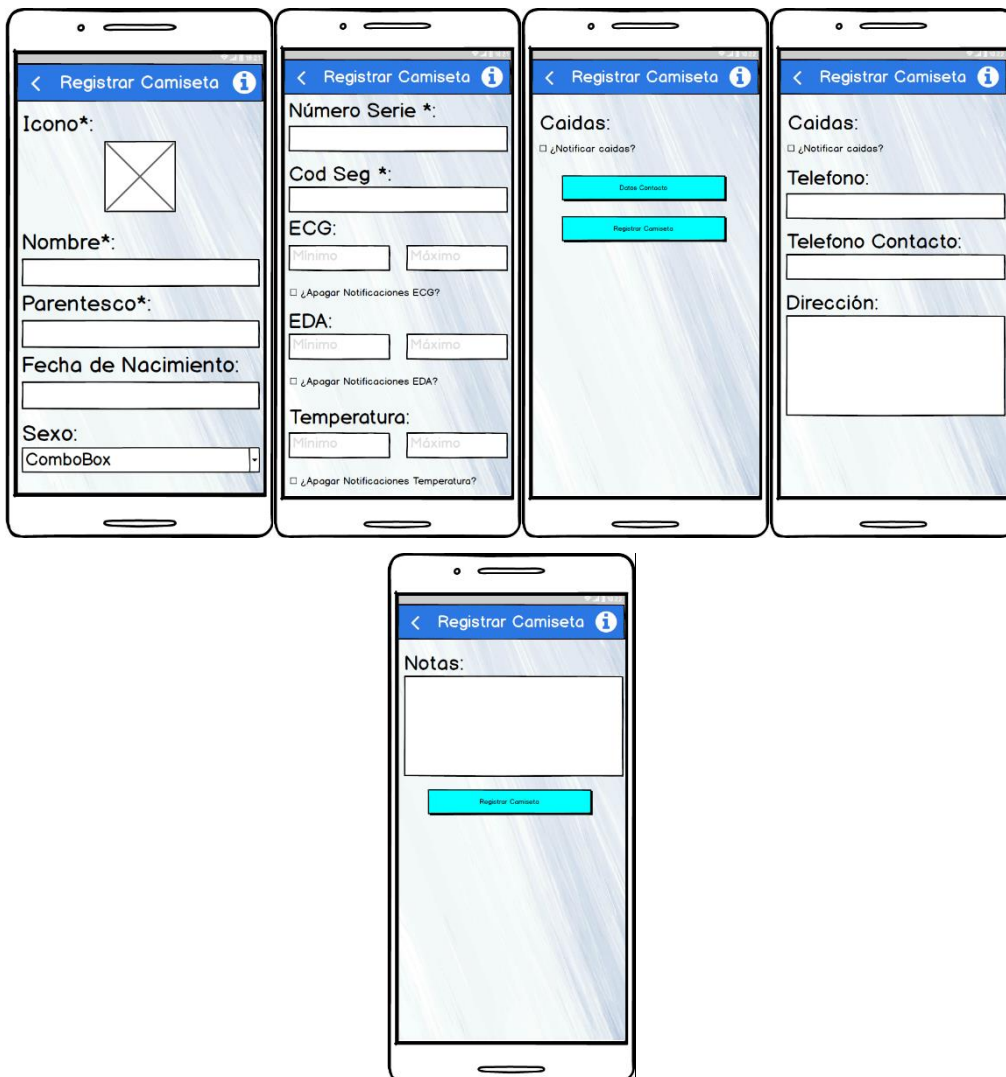 Registrar Camiseta
Icono*:
Nombre*:
Parentesco*:
Fecha de Nacimiento:
Sexo:
ComboBox
Registrar Camiseta
Número Serie *:
Cod Seg *:
ECG:
Mínimo Máximo
¿Apagar Notificaciones ECG?
EDA:
Mínimo Máximo
¿Apagar Notificaciones EDA?
Temperatura:
Mínimo Máximo
¿Apagar Notificaciones Temperatura?
Registrar Camiseta
Caidas:
¿Notificar caidas?
Datos Contacto
Registrar Camiseta
Registrar Camiseta
Caidas:
¿Notificar caidas?
Telefono:
Telefono Contacto:
Dirección:
Registrar Camiseta
Notas:
Registrar Camiseta